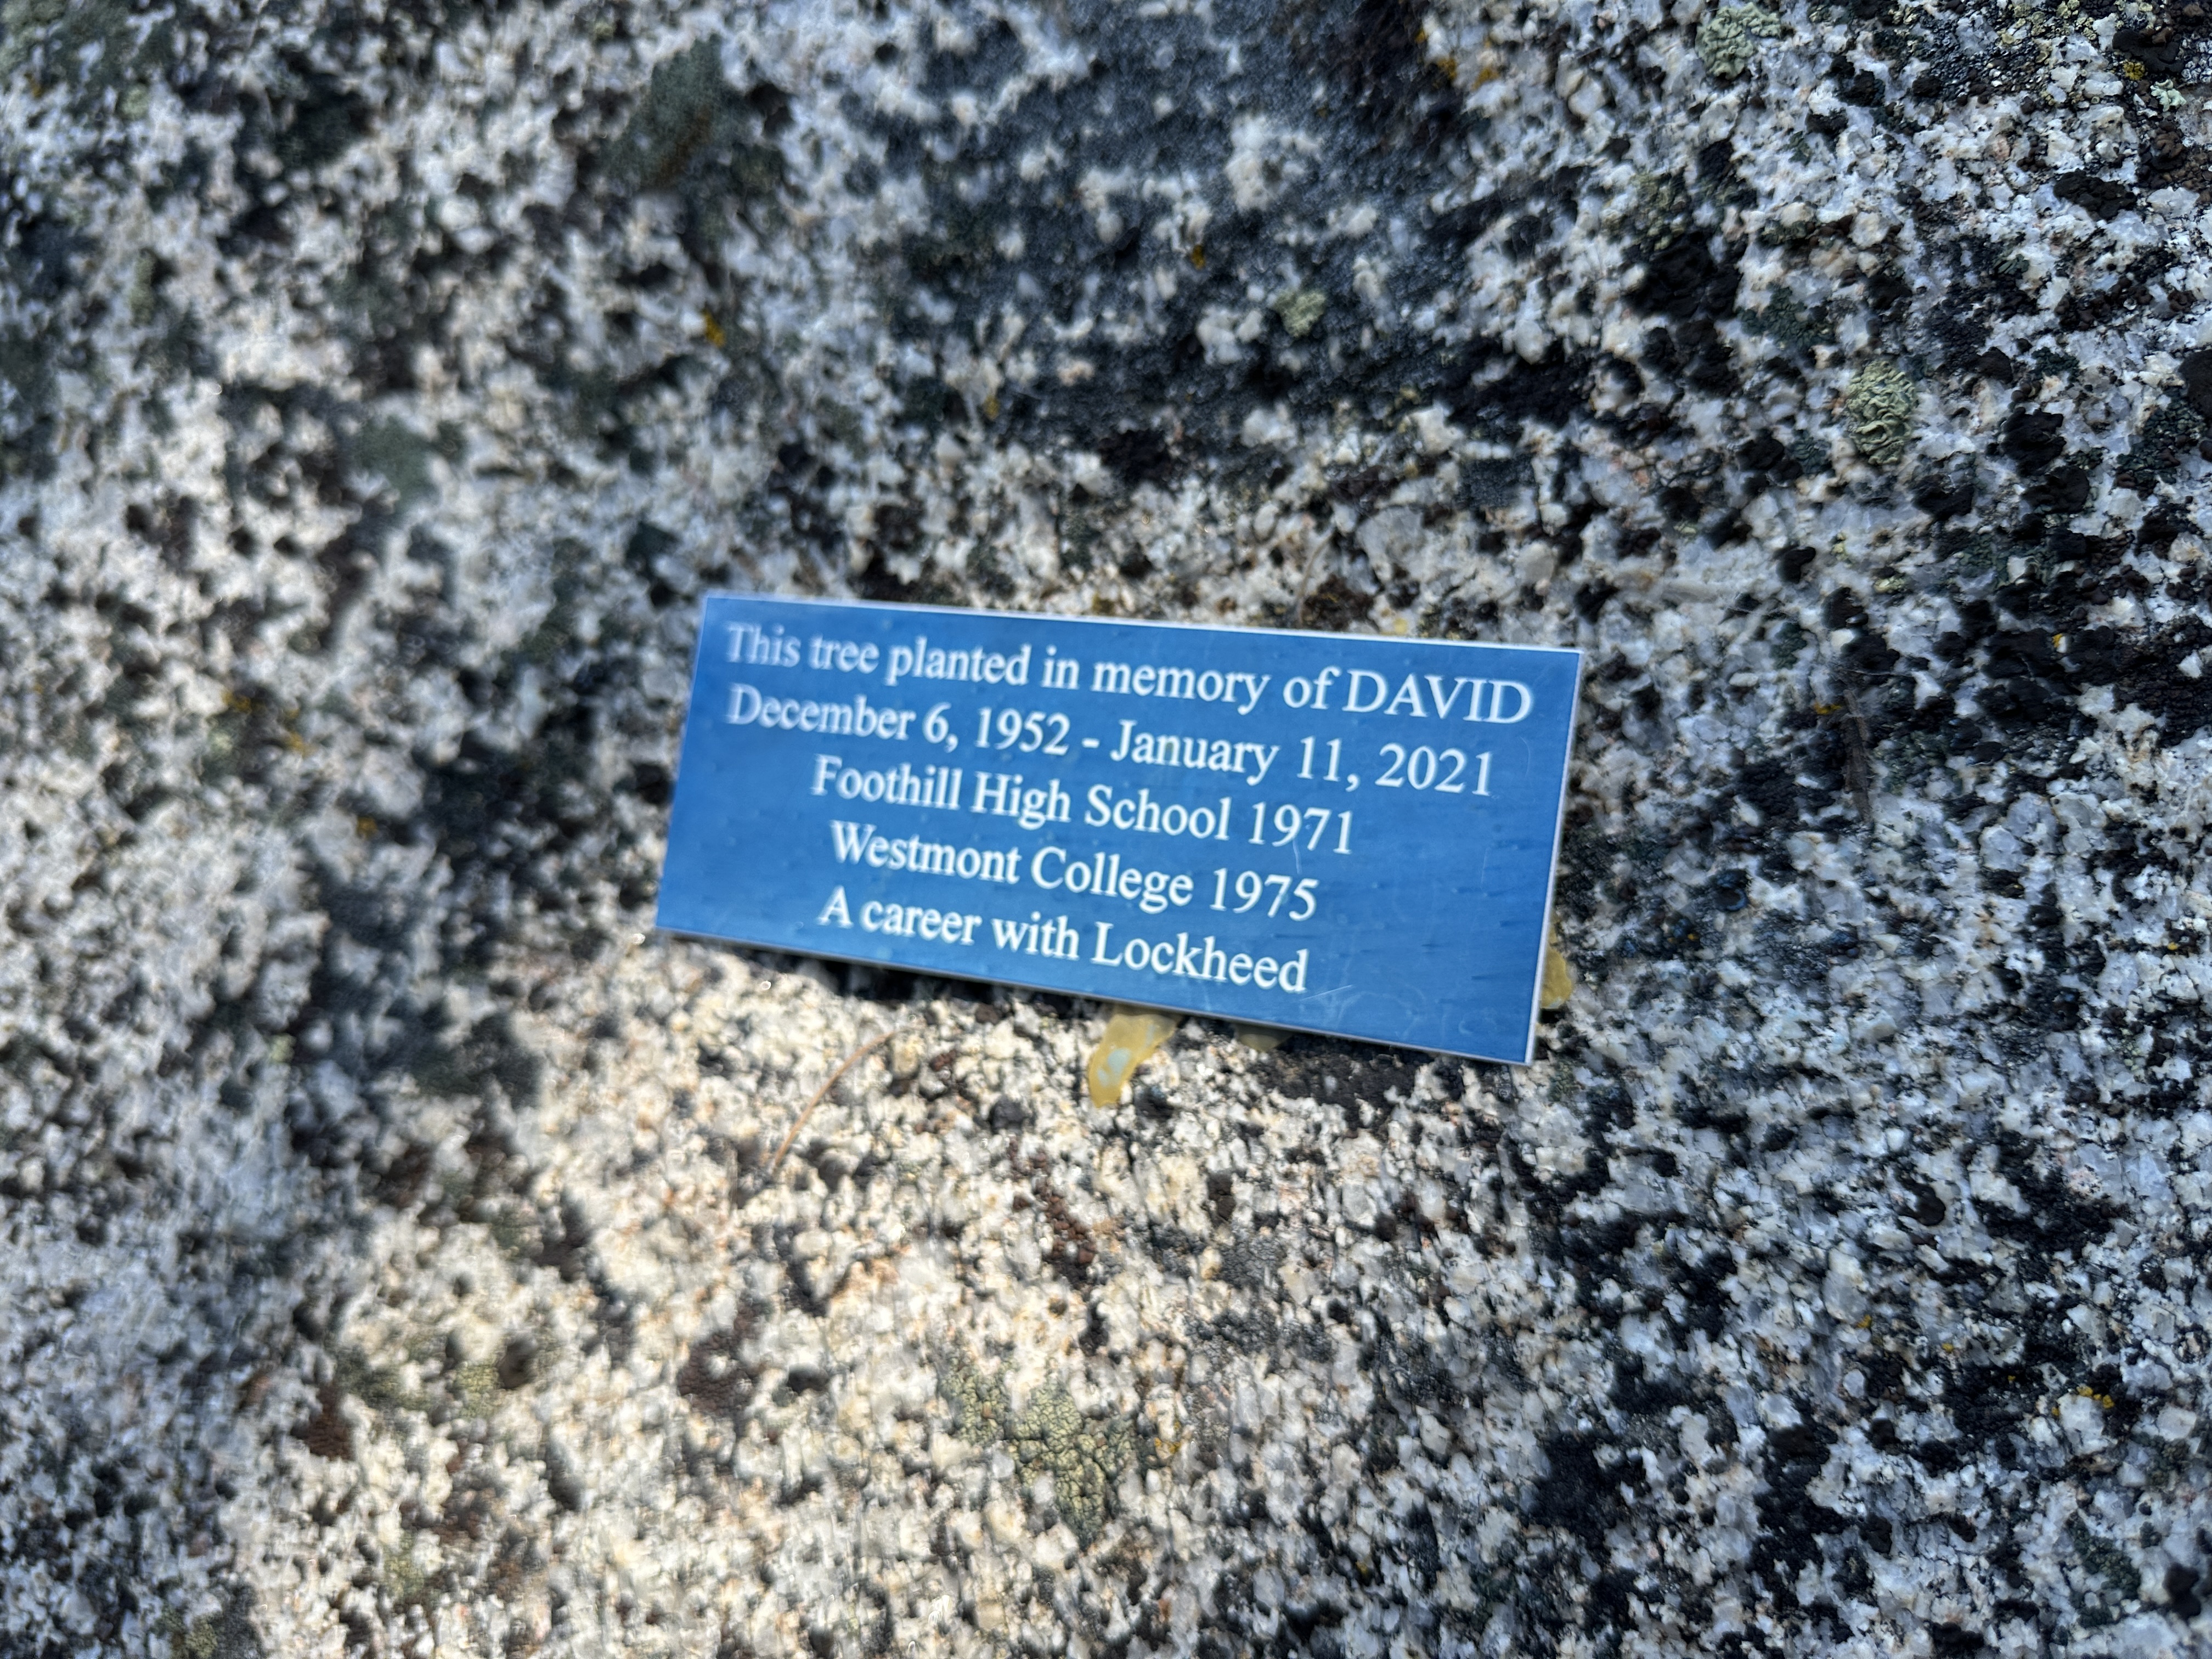 This tree planted in memory of DAVID
December 6, 1952 - January 11, 2021
Foothill High School 1971
Westmont College 1975
A career with Lockheed